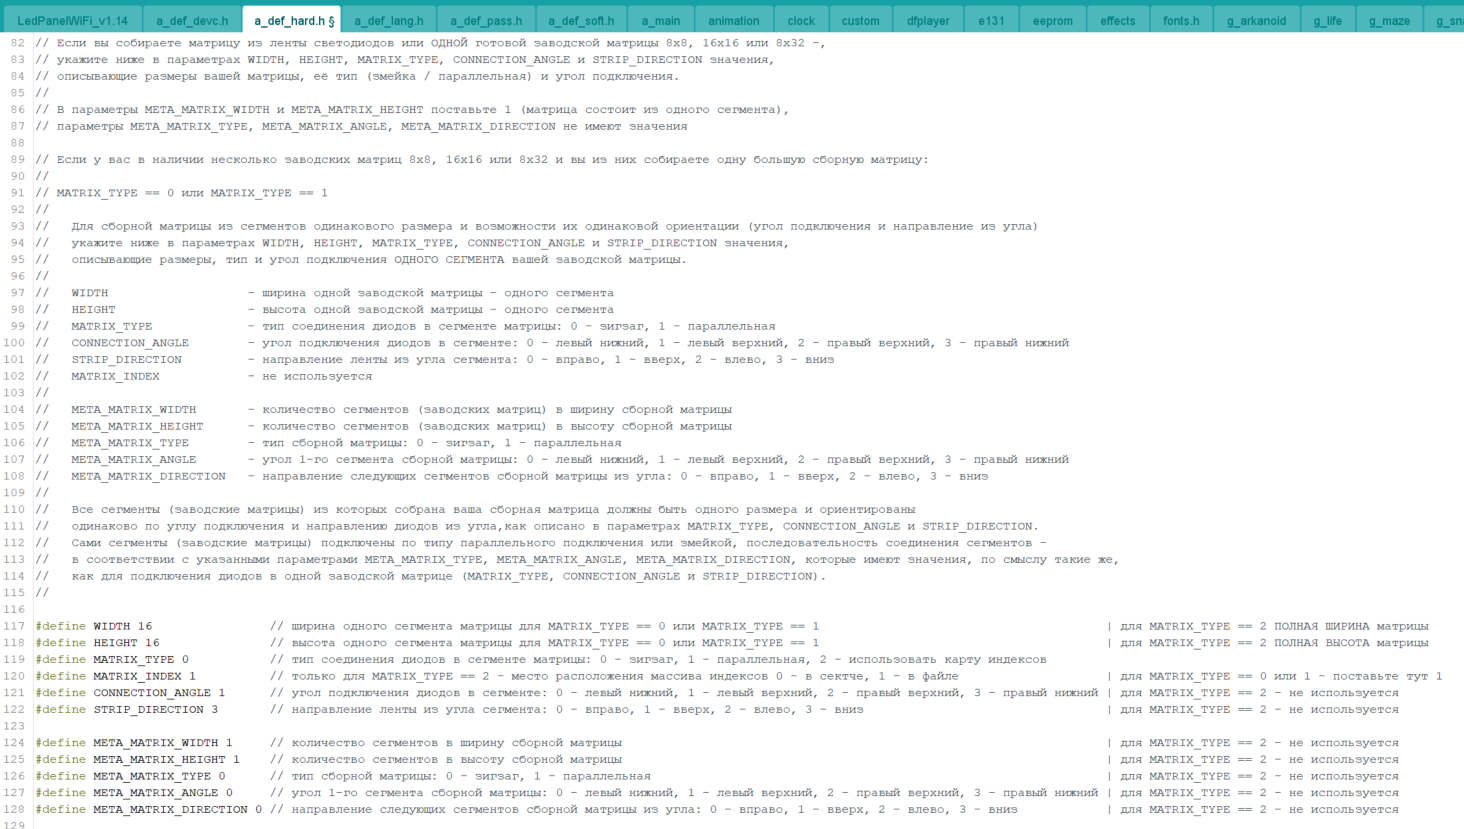 LedPanelWiFi_v1.14 a_def_devc.h a_def_hard.h § a_def_lang.h a_def_pass.h a_def_soft.h a_main animation clock custom dfplayer e131 eeprom effects fonts.h g_arkanoid g_life g_maze
82 // Если вы собираете матрицу из ленты светодиодов или ОДНОЙ готовой заводской матрицы 8x8, 16x16 или 8x32 -,
83 // укажите ниже в параметрах WIDTH, HEIGHT, MATRIX_TYPE, CONNECTION_ANGLE и STRIP_DIRECTION значения,
84 // описывающие размеры вашей матрицы, её тип (змейка / параллельная) и угол подключения.
85 //
86 // В параметры META_MATRIX_WIDTH и META_MATRIX_HEIGHT поставьте 1 (матрица состоит из одного сегмента),
87 // параметры META_MATRIX_TYPE, META_MATRIX_ANGLE, META_MATRIX_DIRECTION не имеют значения
88
89 // Если у вас в наличии несколько заводских матриц 8x8, 16x16 или 8x32 и вы из них собираете одну большую сборную матрицу:
90 //
91 // MATRIX_TYPE == 0 или MATRIX_TYPE == 1
92 //
93 // Для сборной матрицы из сегментов одинакового размера и возможности их одинаковой ориентации (угол подключения и направление из угла)
94 // укажите ниже в параметрах WIDTH, HEIGHT, MATRIX_TYPE, CONNECTION_ANGLE и STRIP_DIRECTION значения,
95 // описывающие размеры, тип и угол подключения ОДНОГО СЕГМЕНТА вашей заводской матрицы.
96 //
97 // WIDTH - ширина одной заводской матрицы - одного сегмента
98 // HEIGHT - высота одной заводской матрицы - одного сегмента
99 // MATRIX_TYPE - тип соединения диодов в сегменте матрицы: 0 - зигзаг, 1 - параллельная
100 // CONNECTION_ANGLE - угол подключения диодов в сегменте: 0 - левый нижний, 1 - левый верхний, 2 - правый верхний, 3 - правый нижний
101 // STRIP_DIRECTION - направление ленты из угла сегмента: 0 - вправо, 1 - вверх, 2 - влево, 3 - вниз
102 // MATRIX_INDEX - не используется
103 //
104 // META_MATRIX_WIDTH - количество сегментов (заводских матриц) в ширину сборной матрицы
105 // META_MATRIX_HEIGHT - количество сегментов (заводских матриц) в высоту сборной матрицы
106 // META_MATRIX_TYPE - тип сборной матрицы: 0 - зигзаг, 1 - параллельная
107 // META_MATRIX_ANGLE - угол 1-го сегмента сборной матрицы: 0 - левый нижний, 1 - левый верхний, 2 - правый верхний, 3 - правый нижний
108 // META_MATRIX_DIRECTION - направление следующих сегментов сборной матрицы из угла: 0 - вправо, 1 - вверх, 2 - влево, 3 - вниз
109 //
110 // Все сегменты (заводские матрицы) из которых собрана ваша сборная матрица должны быть одного размера и ориентированы
111 // одинаково по углу подключения и направлению диодов из угла,как описано в параметрах MATRIX_TYPE, CONNECTION_ANGLE и STRIP_DIRECTION.
112 // Сами сегменты (заводские матрицы) подключены по типу параллельного подключения или змейкой, последовательность соединения сегментов -
113 // в соответствии с указанными параметрами META_MATRIX_TYPE, META_MATRIX_ANGLE, META_MATRIX_DIRECTION, которые имеют значения, по смыслу такие же,
114 // как для подключения диодов в одной заводской матрице (MATRIX_TYPE, CONNECTION_ANGLE и STRIP_DIRECTION).
115 //
116
117 #define WIDTH 16 // ширина одного сегмента матрицы для MATRIX_TYPE == 0 или MATRIX_TYPE == 1 | для MATRIX_TYPE == 2 ПОЛНАЯ ШИРИНА матрицы
118 #define HEIGHT 16 // высота одного сегмента матрицы для MATRIX_TYPE == 0 или MATRIX_TYPE == 1 | для MATRIX_TYPE == 2 ПОЛНАЯ ВЫСОТА матрицы
119 #define MATRIX_TYPE 0 // тип соединения диодов в сегменте матрицы: 0 - зигзаг, 1 - параллельная, 2 - использовать карту индексов
120 #define MATRIX_INDEX 1 // только для MATRIX_TYPE == 2 - место расположения массива индексов 0 - в скетче, 1 - в файле | для MATRIX_TYPE == 0 или 1 - поставьте тут 1
121 #define CONNECTION_ANGLE 1 // угол подключения диодов в сегменте: 0 - левый нижний, 1 - левый верхний, 2 - правый верхний, 3 - правый нижний | для MATRIX_TYPE == 2 - не используется
122 #define STRIP_DIRECTION 3 // направление ленты из угла сегмента: 0 - вправо, 1 - вверх, 2 - влево, 3 - вниз | для MATRIX_TYPE == 2 - не используется
123
124 #define META_MATRIX_WIDTH 1 // количество сегментов в ширину сборной матрицы | для MATRIX_TYPE == 2 - не используется
125 #define META_MATRIX_HEIGHT 1 // количество сегментов в высоту сборной матрицы | для MATRIX_TYPE == 2 - не используется
126 #define META_MATRIX_TYPE 0 // тип сборной матрицы: 0 - зигзаг, 1 - параллельная | для MATRIX_TYPE == 2 - не используется
127 #define META_MATRIX_ANGLE 0 // угол 1-го сегмента сборной матрицы: 0 - левый нижний, 1 - левый верхний, 2 - правый верхний, 3 - правый нижний | для MATRIX_TYPE == 2 - не используется
128 #define META_MATRIX_DIRECTION 0 // направление следующих сегментов сборной матрицы из угла: 0 - вправо, 1 - вверх, 2 - влево, 3 - вниз | для MATRIX_TYPE == 2 - не используется
129